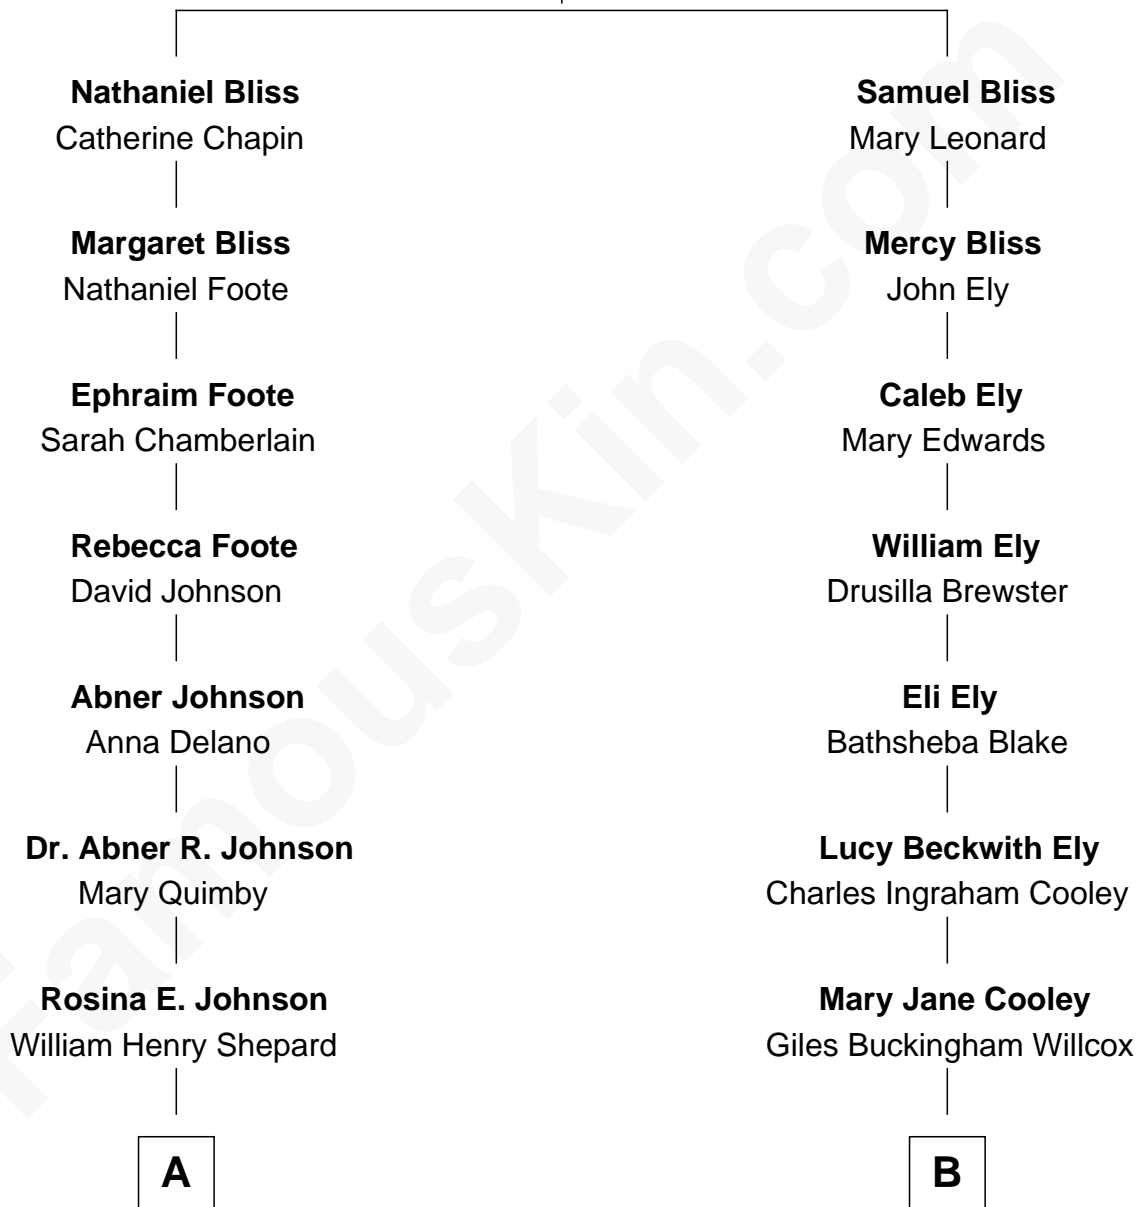 Nathaniel Bliss
Catherine Chapin
Samuel Bliss
Mary Leonard
Margaret Bliss
Nathaniel Foote
Mercy Bliss
John Ely
Ephraim Foote
Sarah Chamberlain
Caleb Ely
Mary Edwards
Rebecca Foote
David Johnson
William Ely
Drusilla Brewster
Abner Johnson
Anna Delano
Eli Ely
Bathsheba Blake
Dr. Abner R. Johnson
Mary Quimby
Lucy Beckwith Ely
Charles Ingraham Cooley
Rosina E. Johnson
William Henry Shepard
Mary Jane Cooley
Giles Buckingham Willcox
A
B
FamousKin.com